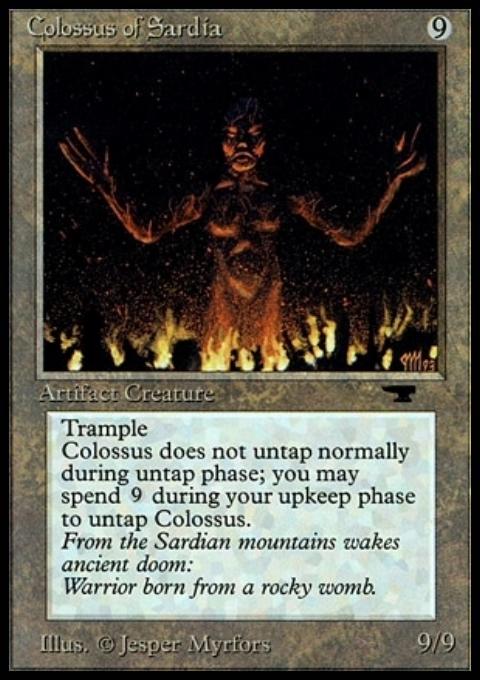 Colossus of Sardia 9
Artifact Creature
Trample
Colossus does not untap normally
during untap phase; you may
spend 9 during your upkeep phase
to untap Colossus.
From the Sardian mountains wakes
ancient doom:
Warrior born from a rocky womb.
Illus. © Jesper Myrfors 9/9